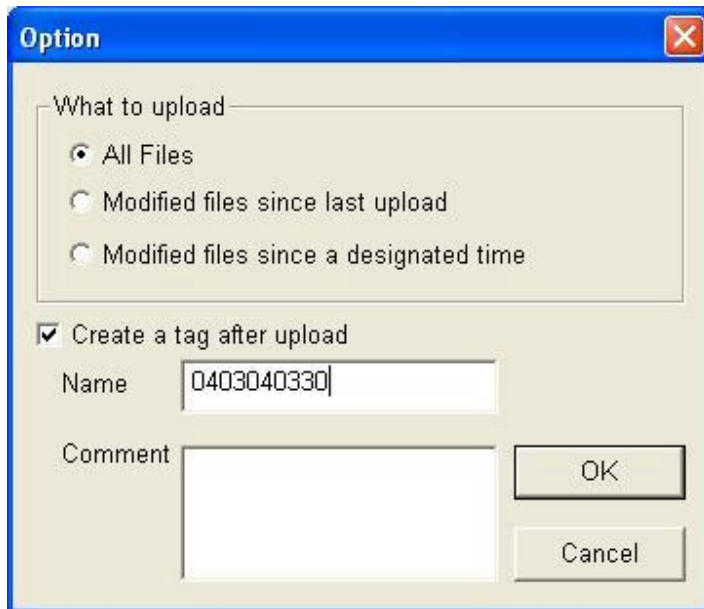 Option
What to upload
All Files
Modified files since last upload
Modified files since a designated time
Create a tag after upload
Name 0403040330
Comment
OK
Cancel